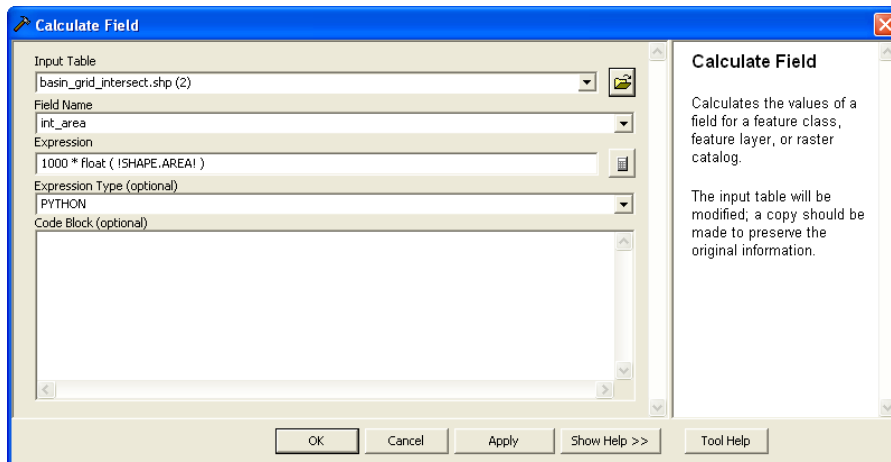 Calculate Field
Input Table
basin_grid_intersect.shp (2)
Field Name
int_area
Expression
1000 * float ( !SHAPE.AREA! )
Expression Type (optional)
PYTHON
Code Block (optional)
OK
Cancel
Apply
Show Help >>
Calculate Field
Calculates the values of a
field for a feature class,
feature layer, or raster
catalog.
The input table will be
modified; a copy should be
made to preserve the
original information.
Tool Help